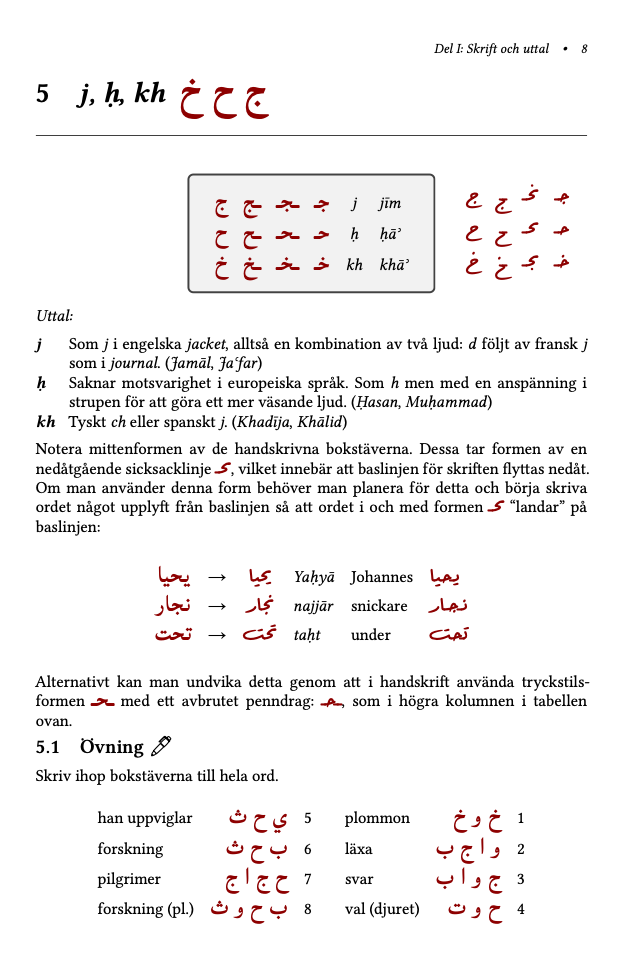 Del I: Skrift och uttal • 8
5 j, ḥ, kh ج ح خ
ج ـج ـجـ جـ j jīm
ح ـح ـحـ حـ ḥ ḥāʾ
خ ـخ ـخـ خـ kh khāʾ
ج ـج ـجـ جـ
ح ـح ـحـ حـ
خ ـخ ـخـ خـ
Uttal:
j Som j i engelska jacket, alltså en kombination av två ljud: d följt av fransk j
som i journal. (Jamāl, Jaʿfar)
ḥ Saknar motsvarighet i europeiska språk. Som h men med en anspänning i
strupen för att göra ett mer väsande ljud. (Ḥasan, Muḥammad)
kh Tyskt ch eller spanskt j. (Khadīja, Khālid)
Notera mittenformen av de handskrivna bokstäverna. Dessa tar formen av en
nedåtgående sicksacklinje ـحـ, vilket innebär att baslinjen för skriften flyttas nedåt.
Om man använder denna form behöver man planera för detta och börja skriva
ordet något upplyft från baslinjen så att ordet i och med formen ـحـ “landar” på
baslinjen:
يحيا → يحيا Yaḥyā Johannes يحيا
نجار → نجار najjār snickare نجار
تحت → تحت taḥt under تحت
Alternativt kan man undvika detta genom att i handskrift använda tryckstils-
formen ـحـ med ett avbrutet penndrag: ـحـ, som i högra kolumnen i tabellen
ovan.
5.1 Övning
Skriv ihop bokstäverna till hela ord.
han uppviglar ي ح ث 5 plommon خ و خ 1
forskning ب ح ث 6 läxa و ا ج ب 2
pilgrimer ح ج ا ج 7 svar ج و ا ب 3
forskning (pl.) ب ح و ث 8 val (djuret) ح و ت 4